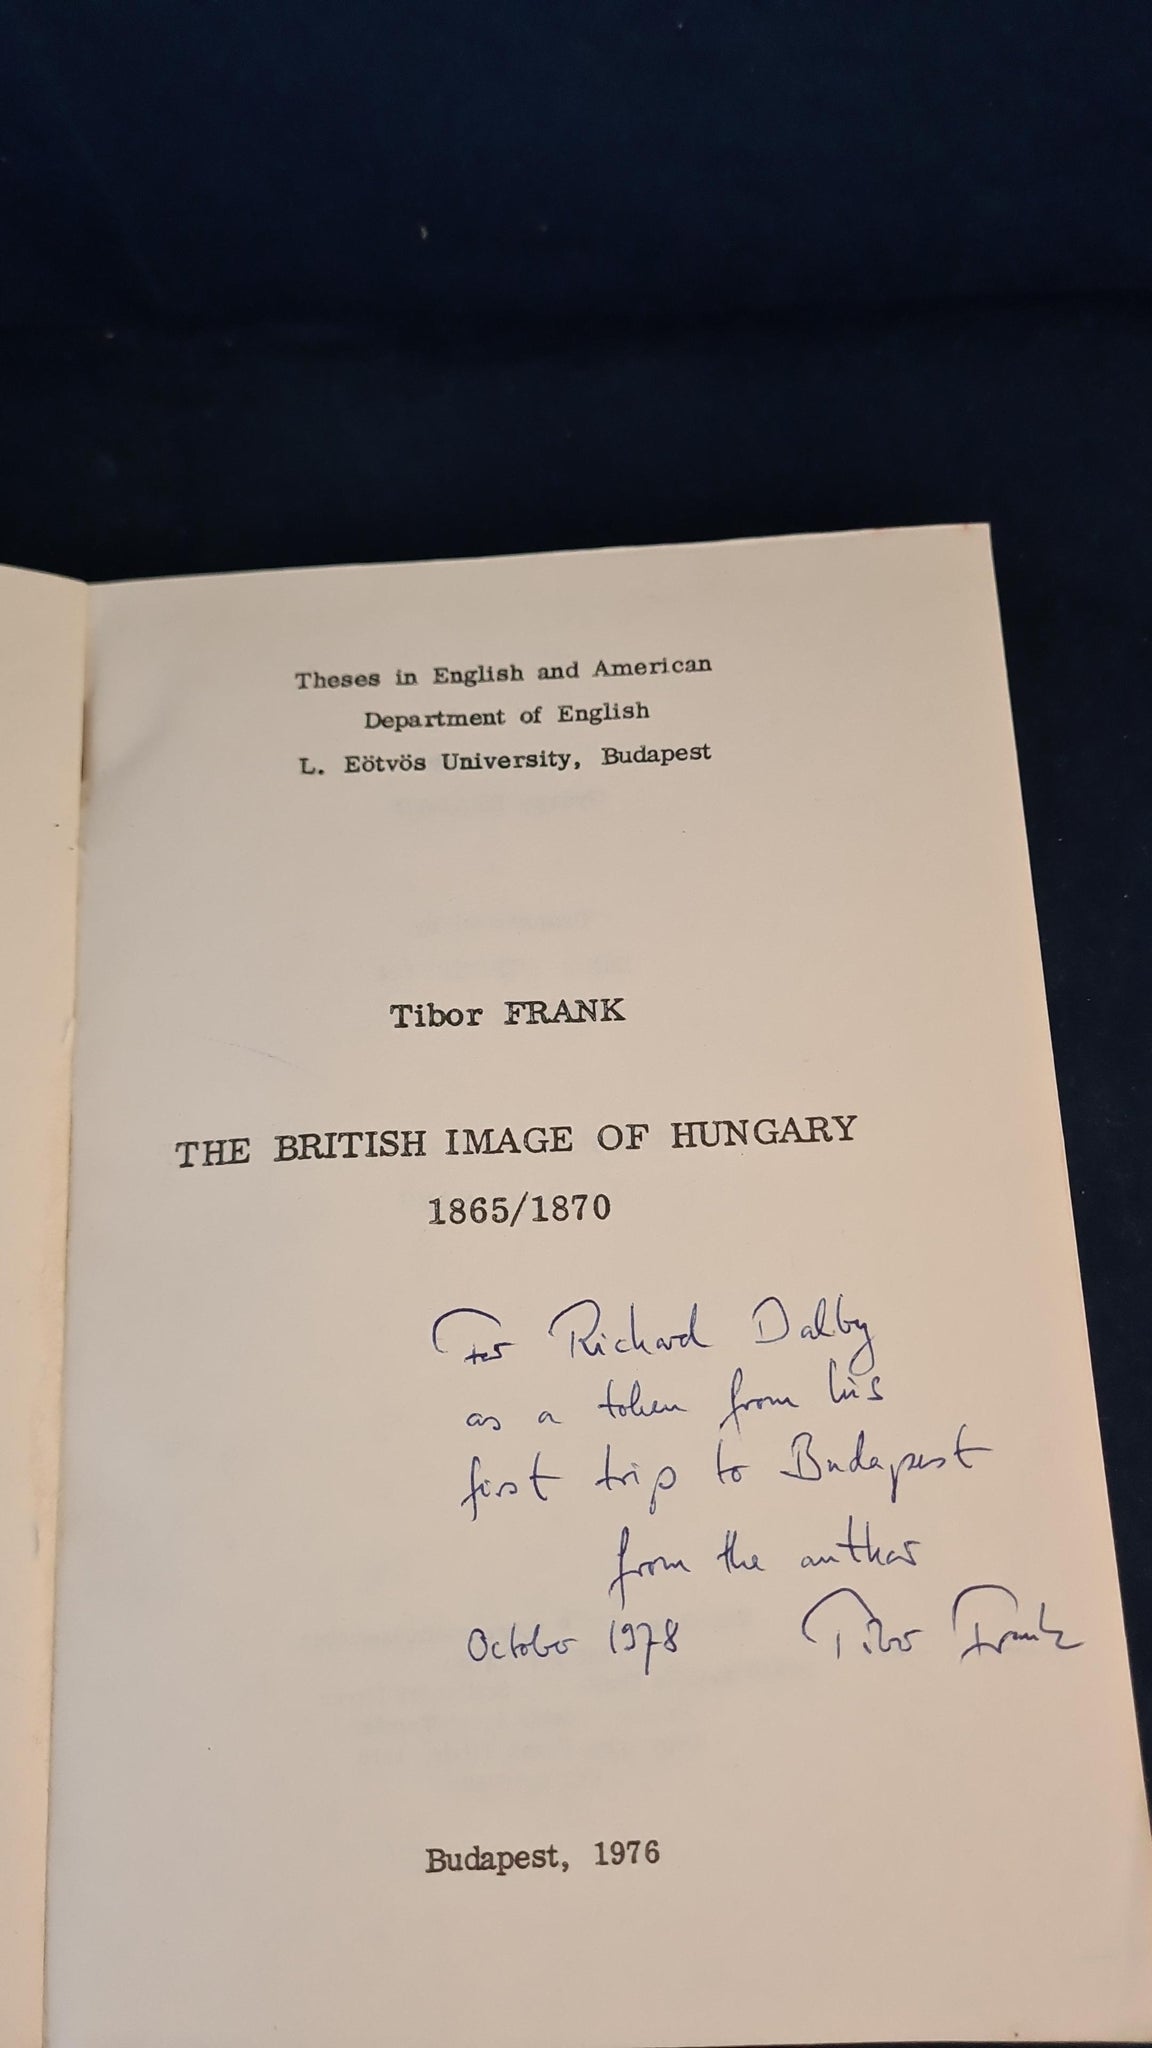 Theses in English and American
Department of English
L. Eötvös University, Budapest
Tibor FRANK
THE BRITISH IMAGE OF HUNGARY
1865/1870
For Richard Dalby
as a token from his
first trip to Budapest
from the author
October 1978 Tibor Frank
Budapest, 1976